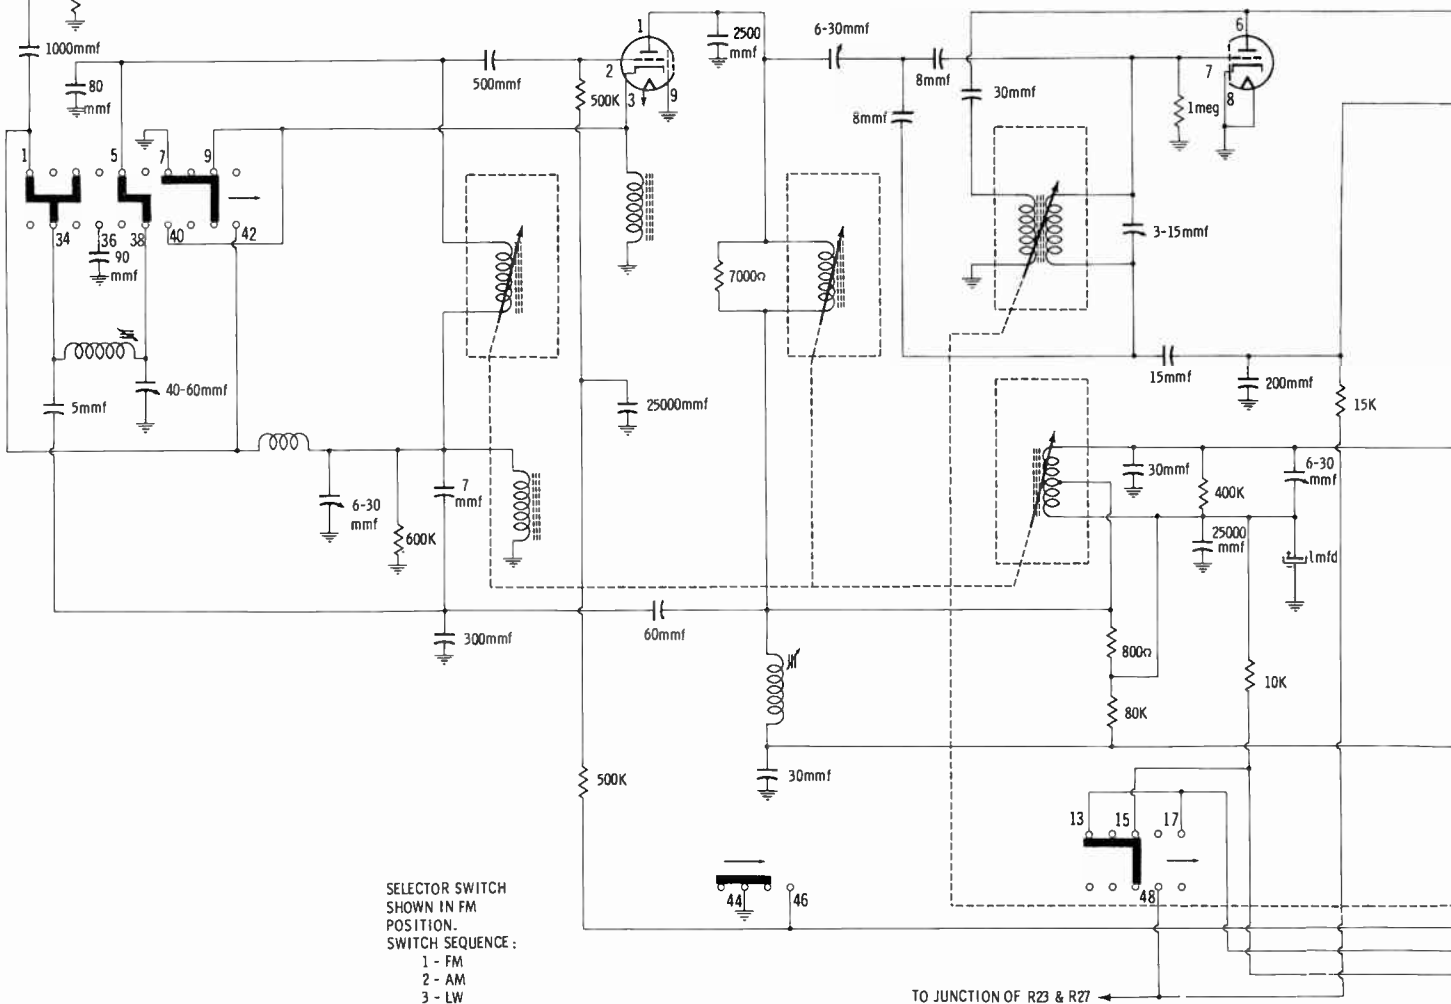 1 2500 mmf 6-30mmf 6
1000mmf
80 mmf
500mmf
2
3
9
500K
8mmf
8mmf
30mmf
7
8
1meg
1 5 7 9
34 36 38 40 42
90 mmf
7000Ω
3-15mmf
5mmf
40-60mmf
25000mmf
15mmf
200mmf
15K
6-30 mmf
600K
7 mmf
30mmf
400K
6-30 mmf
25000 mmf
1mfd
300mmf
60mmf
800Ω
80K
10K
500K
30mmf
13 15 17
44 46
48
SELECTOR SWITCH
SHOWN IN FM
POSITION.
SWITCH SEQUENCE:
1 - FM
2 - AM
3 - LW
TO JUNCTION OF R23 & R27